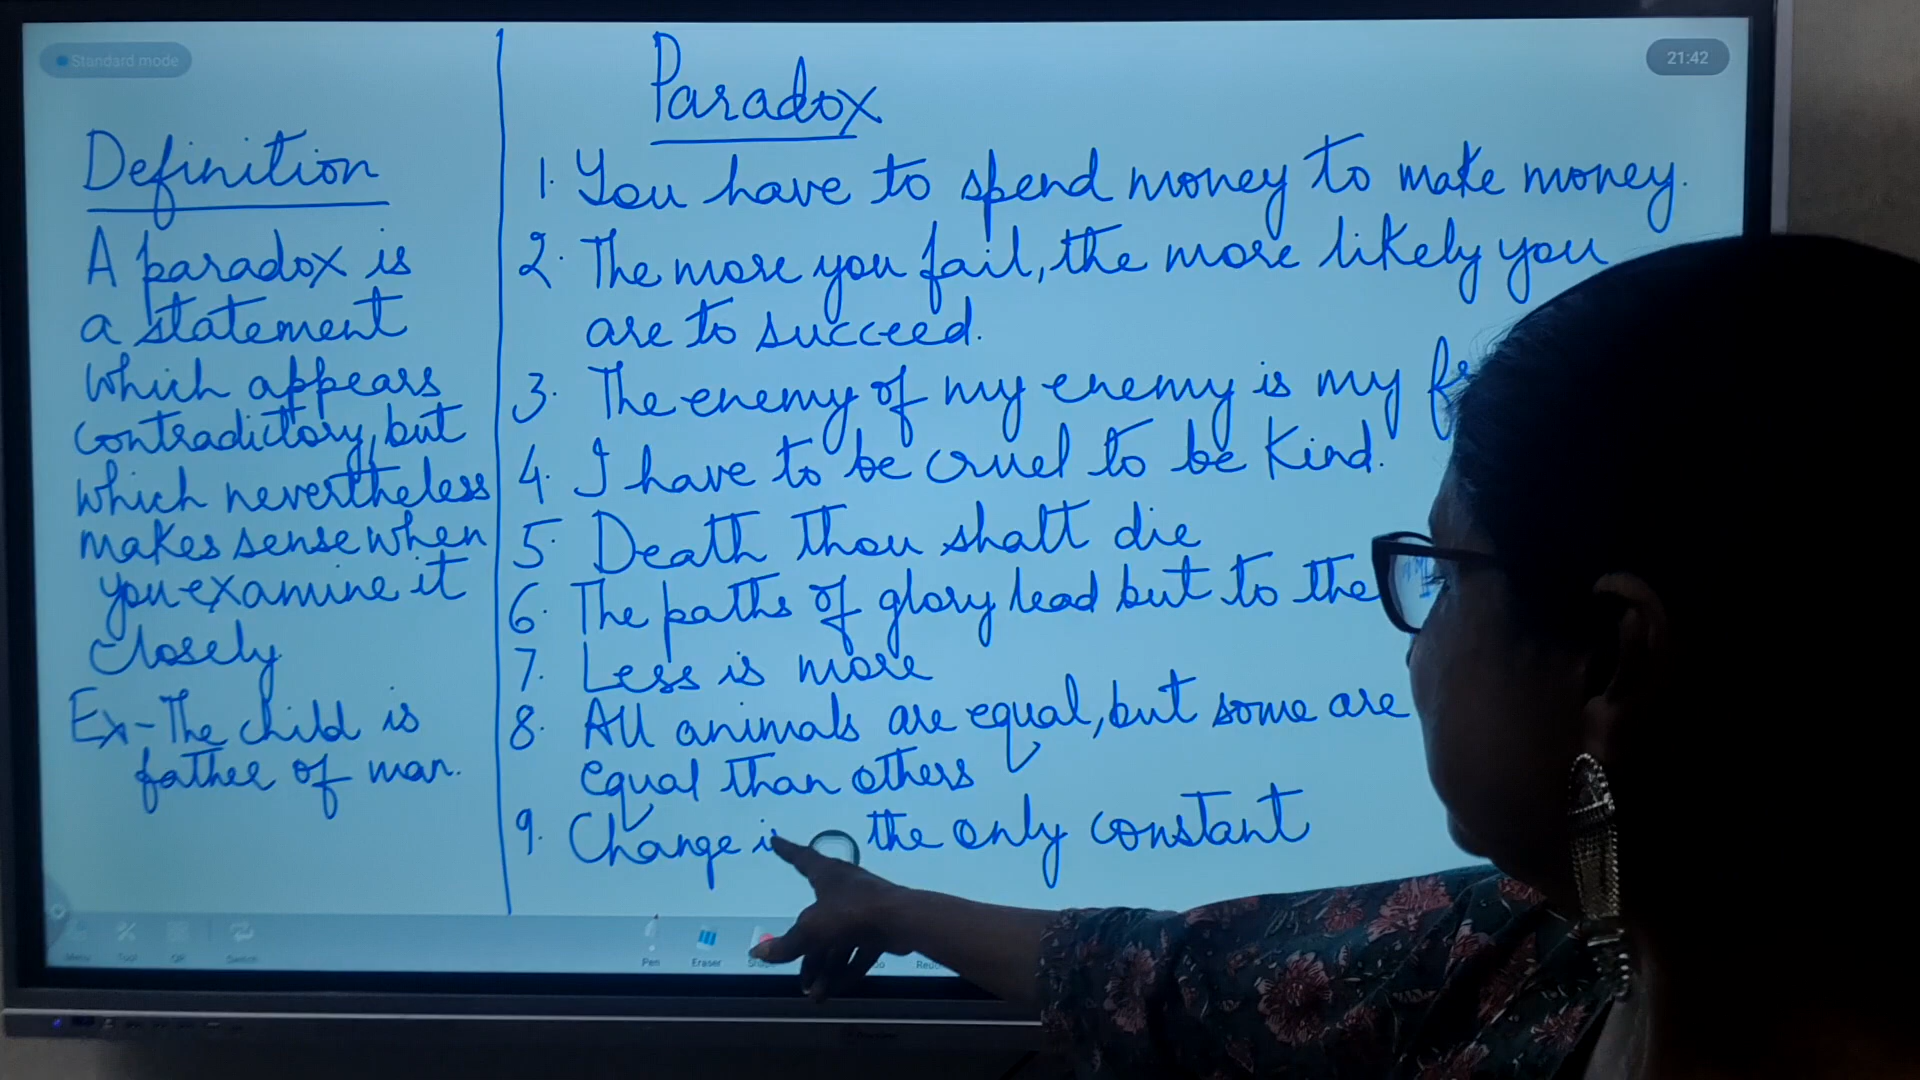 Standard mode
21:42
Definition
A paradox is
a statement
which appears
contradictory, but
which nevertheless
makes sense when
you examine it
closely
Ex-The child is
father of man.
Paradox
1. You have to spend money to make money.
2. The more you fail, the more likely you
are to succeed.
3. The enemy of my enemy is my
4. I have to be cruel to be kind.
5. Death thou shalt die
6. The paths of glory lead but to the
7. Less is more
8. All animals are equal, but some are
equal than others
9. Change is the only constant
Menu Tool QR Switch Pen Eraser